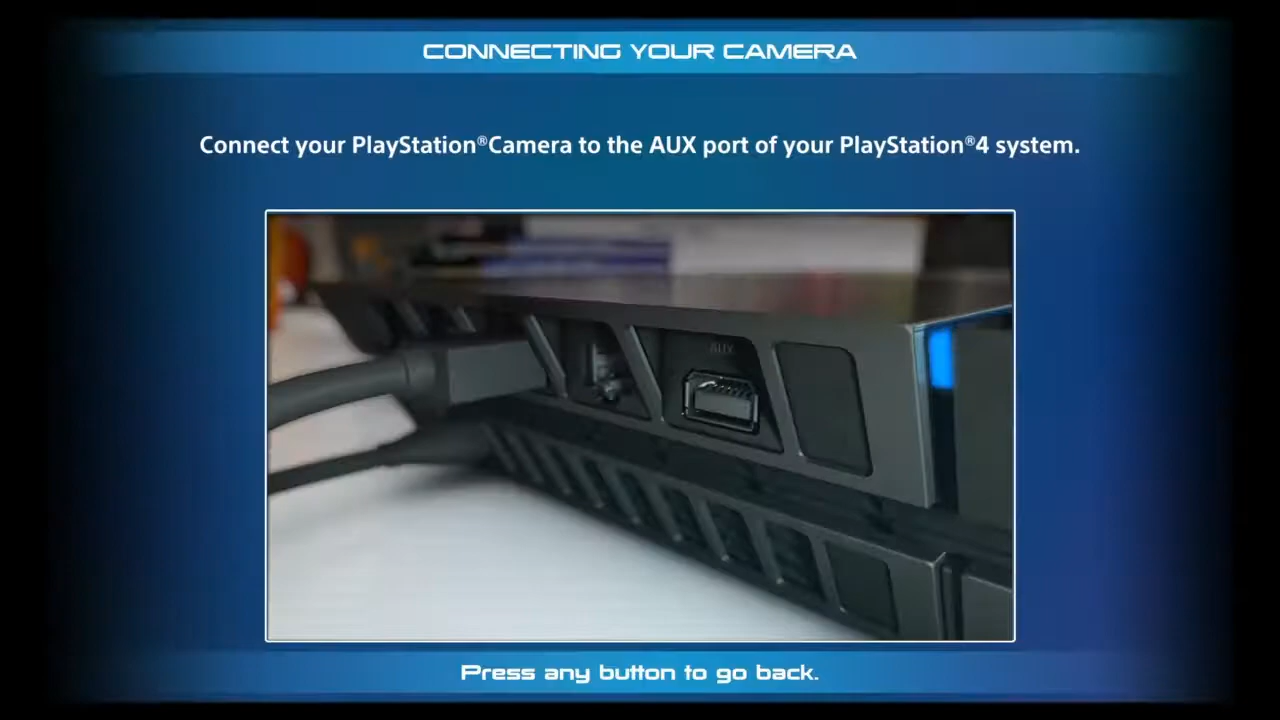 CONNECTING YOUR CAMERA
Connect your PlayStation®Camera to the AUX port of your PlayStation®4 system.
AUX
Press any button to go back.